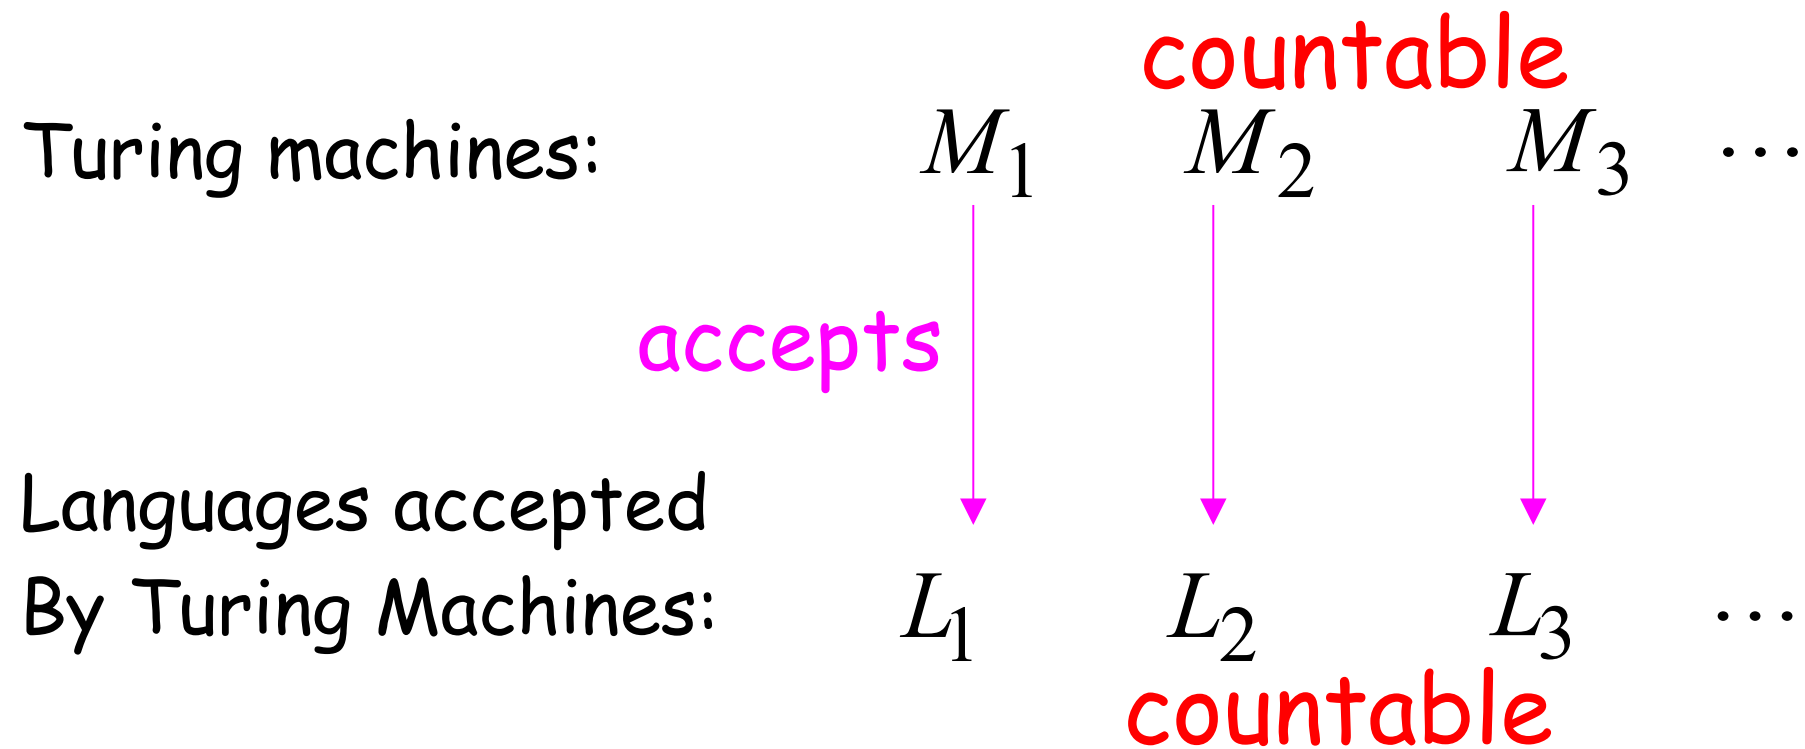 countable
Turing machines: M1 M2 M3 ⋯
accepts
Languages accepted
By Turing Machines: L1 L2 L3 ⋯
countable